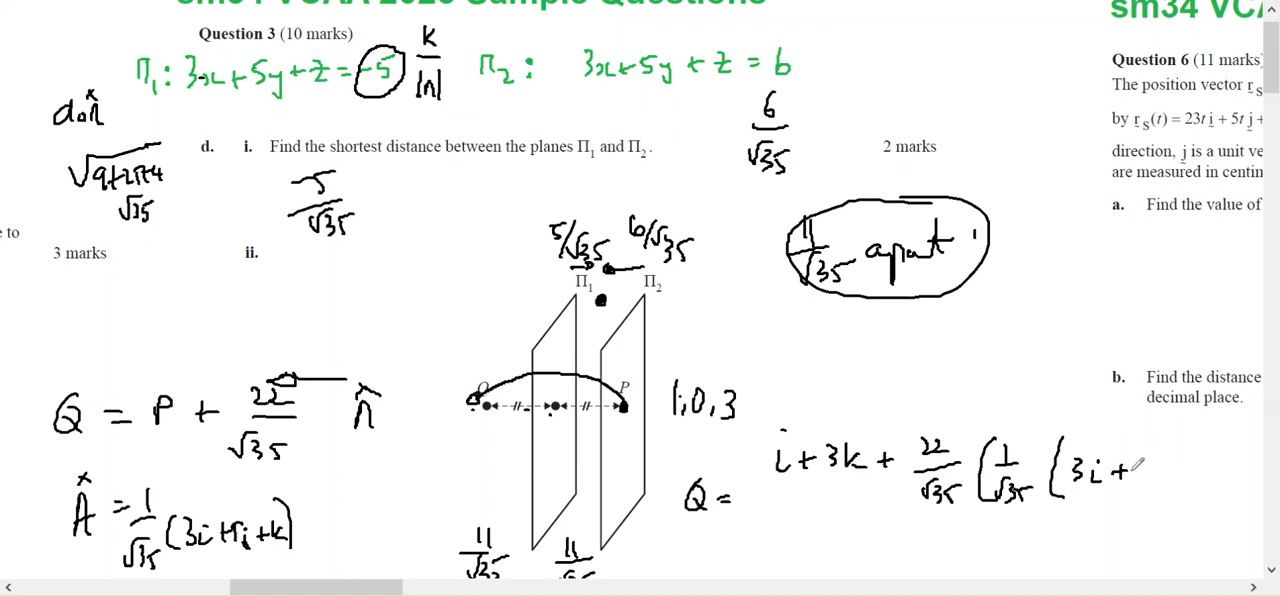 sm34 VCAA 2023 Sample Questions
sm34 VCA
Question 3 (10 marks)
Π₁: 3x+5y+z=-5
k/|n|
Π₂: 3x+5y+z=6
d.n̂
√35
d. i. Find the shortest distance between the planes Π₁ and Π₂.
2 marks
5/√35
6/√35
11/√35 apart
e to
3 marks
ii.
5/√35
6/√35
Π₁
Π₂
Q
P
1,0,3
Q = P + 22/√35 n̂
n̂ = 1/√35 (3i+5j+k)
Q = i+3k+ 22/√35 (1/√35 (3i+
11/√35
11/√35
Question 6 (11 marks
The position vector r_S
by r_S(t) = 23t i + 5t j +
direction, j is a unit ve
are measured in centin
a. Find the value of
b. Find the distance
decimal place.